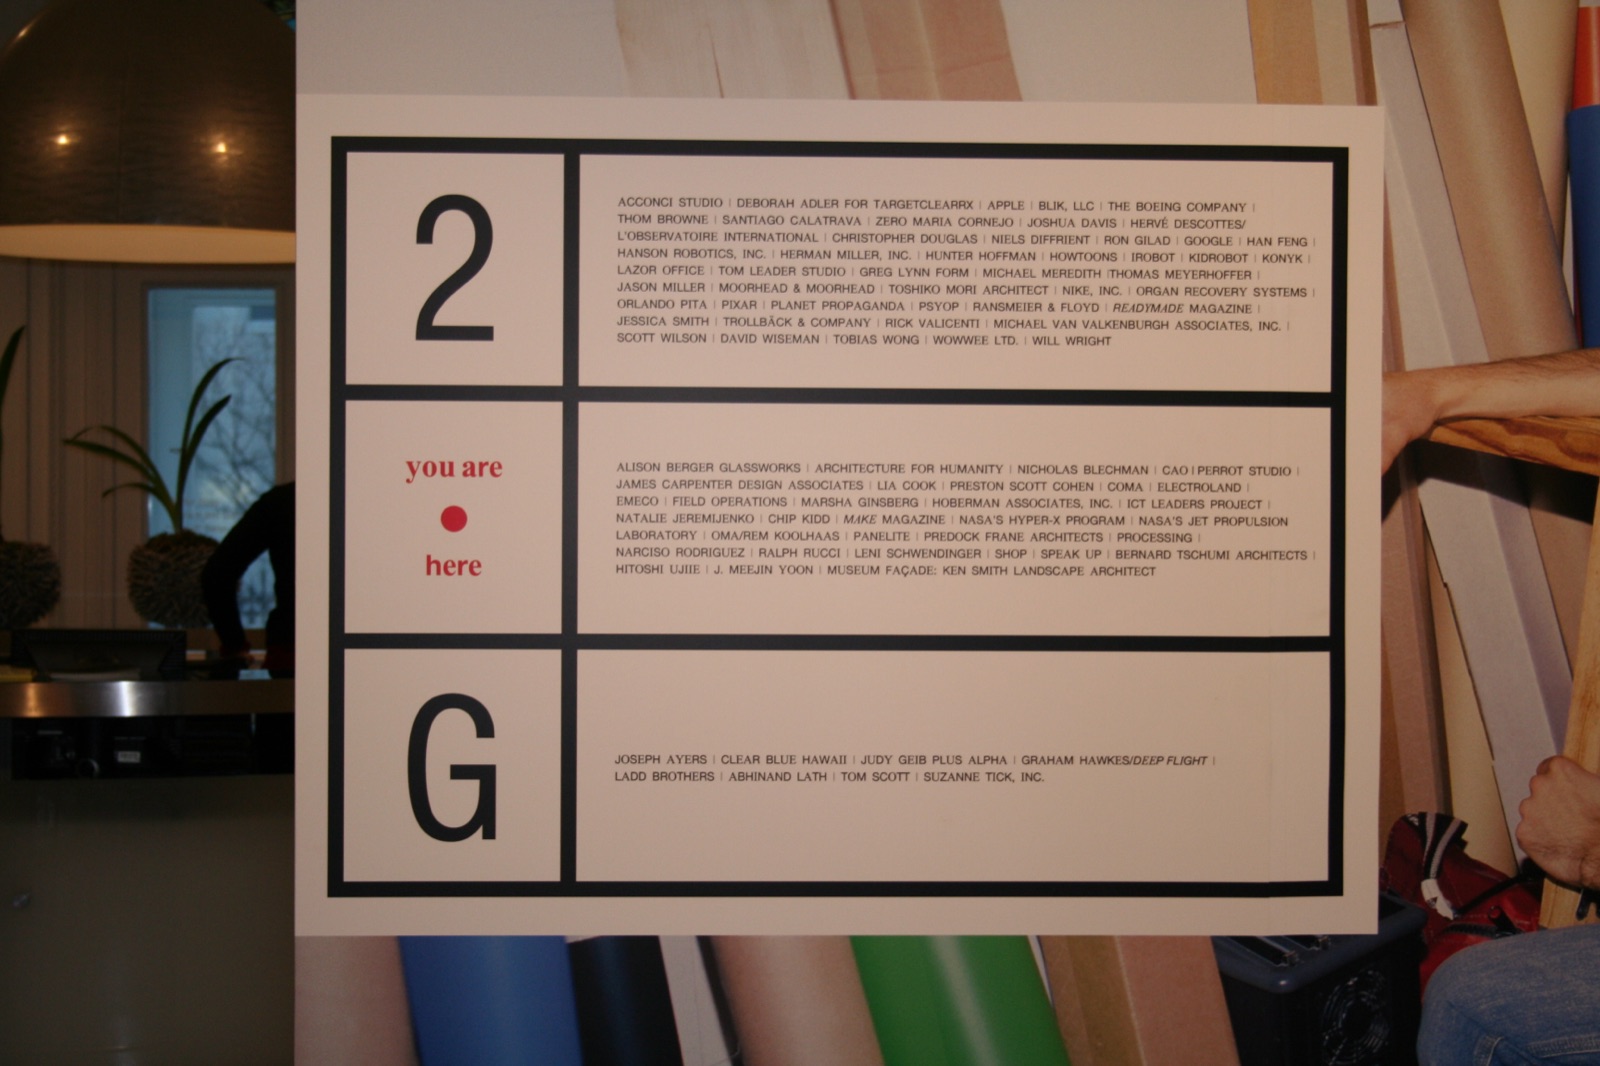 2
ACCONCI STUDIO | DEBORAH ADLER FOR TARGETCLEARRX | APPLE | BLIK, LLC | THE BOEING COMPANY |
THOM BROWNE | SANTIAGO CALATRAVA | ZERO MARIA CORNEJO | JOSHUA DAVIS | HERVÉ DESCOTTES/
L'OBSERVATOIRE INTERNATIONAL | CHRISTOPHER DOUGLAS | NIELS DIFFRIENT | RON GILAD | GOOGLE | HAN FENG |
HANSON ROBOTICS, INC. | HERMAN MILLER, INC. | HUNTER HOFFMAN | HOWTOONS | IROBOT | KIDROBOT | KONYK |
LAZOR OFFICE | TOM LEADER STUDIO | GREG LYNN FORM | MICHAEL MEREDITH | THOMAS MEYERHOFFER |
JASON MILLER | MOORHEAD & MOORHEAD | TOSHIKO MORI ARCHITECT | NIKE, INC. | ORGAN RECOVERY SYSTEMS |
ORLANDO PITA | PIXAR | PLANET PROPAGANDA | PSYOP | RANSMEIER & FLOYD | READYMADE MAGAZINE |
JESSICA SMITH | TROLLBÄCK & COMPANY | RICK VALICENTI | MICHAEL VAN VALKENBURGH ASSOCIATES, INC. |
SCOTT WILSON | DAVID WISEMAN | TOBIAS WONG | WOWWEE LTD. | WILL WRIGHT
you are
here
ALISON BERGER GLASSWORKS | ARCHITECTURE FOR HUMANITY | NICHOLAS BLECHMAN | CAO | PERROT STUDIO |
JAMES CARPENTER DESIGN ASSOCIATES | LIA COOK | PRESTON SCOTT COHEN | COMA | ELECTROLAND |
EMECO | FIELD OPERATIONS | MARSHA GINSBERG | HOBERMAN ASSOCIATES, INC. | ICT LEADERS PROJECT |
NATALIE JEREMIJENKO | CHIP KIDD | MAKE MAGAZINE | NASA'S HYPER-X PROGRAM | NASA'S JET PROPULSION
LABORATORY | OMA/REM KOOLHAAS | PANELITE | PREDOCK FRANE ARCHITECTS | PROCESSING |
NARCISO RODRIGUEZ | RALPH RUCCI | LENI SCHWENDINGER | SHOP | SPEAK UP | BERNARD TSCHUMI ARCHITECTS |
HITOSHI UJIIE | J. MEEJIN YOON | MUSEUM FAÇADE: KEN SMITH LANDSCAPE ARCHITECT
G
JOSEPH AYERS | CLEAR BLUE HAWAII | JUDY GEIB PLUS ALPHA | GRAHAM HAWKES/DEEP FLIGHT |
LADD BROTHERS | ABHINAND LATH | TOM SCOTT | SUZANNE TICK, INC.